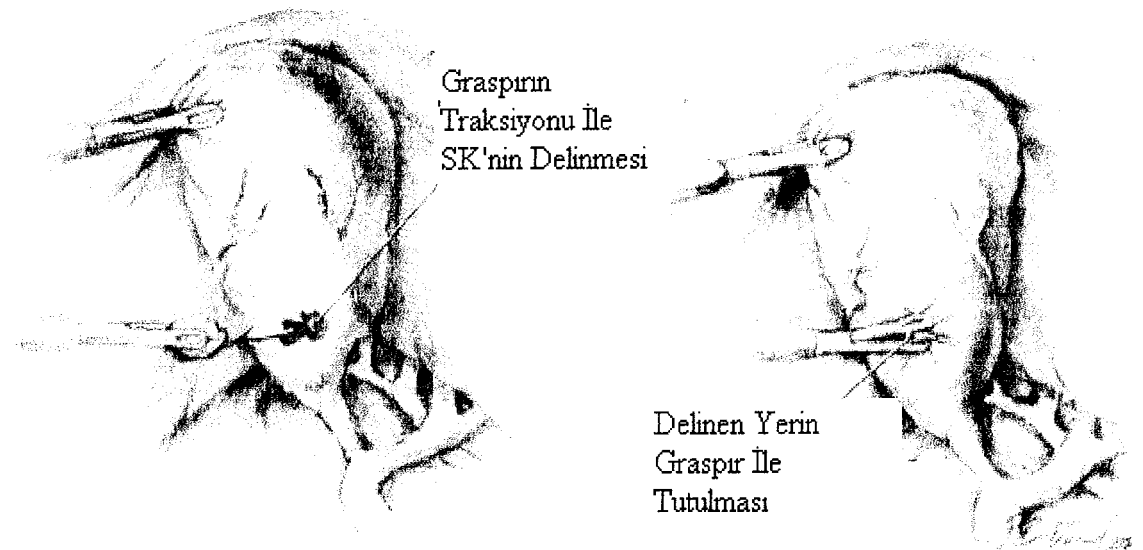 Graspırın
Traksiyonu İle
SK'nin Delinmesi
Delinen Yerin
Graspır İle
Tutulması